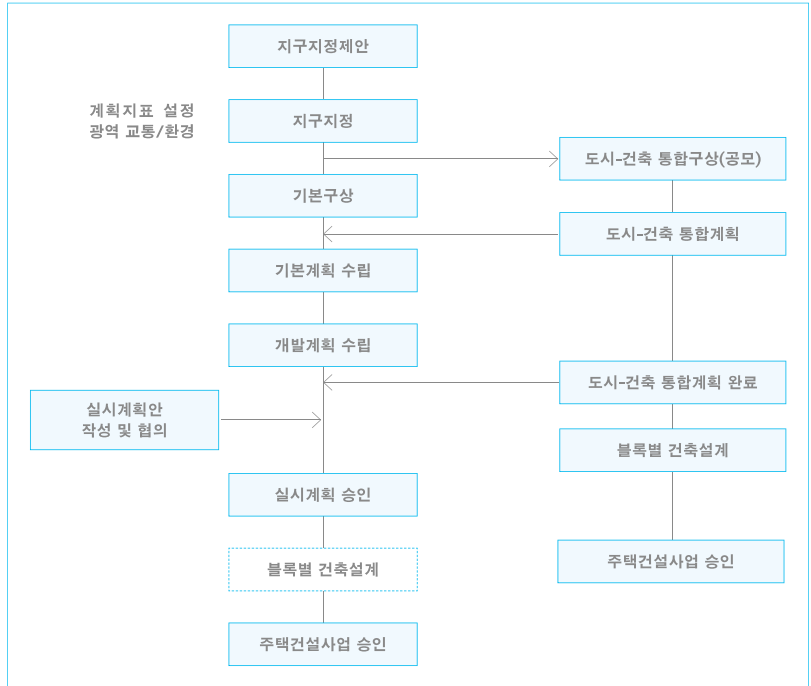 지구지정제안
계획지표 설정
광역 교통/환경
지구지정
도시-건축 통합구상(공모)
기본구상
도시-건축 통합계획
기본계획 수립
개발계획 수립
도시-건축 통합계획 완료
실시계획안
작성 및 협의
블록별 건축설계
실시계획 승인
주택건설사업 승인
블록별 건축설계
주택건설사업 승인